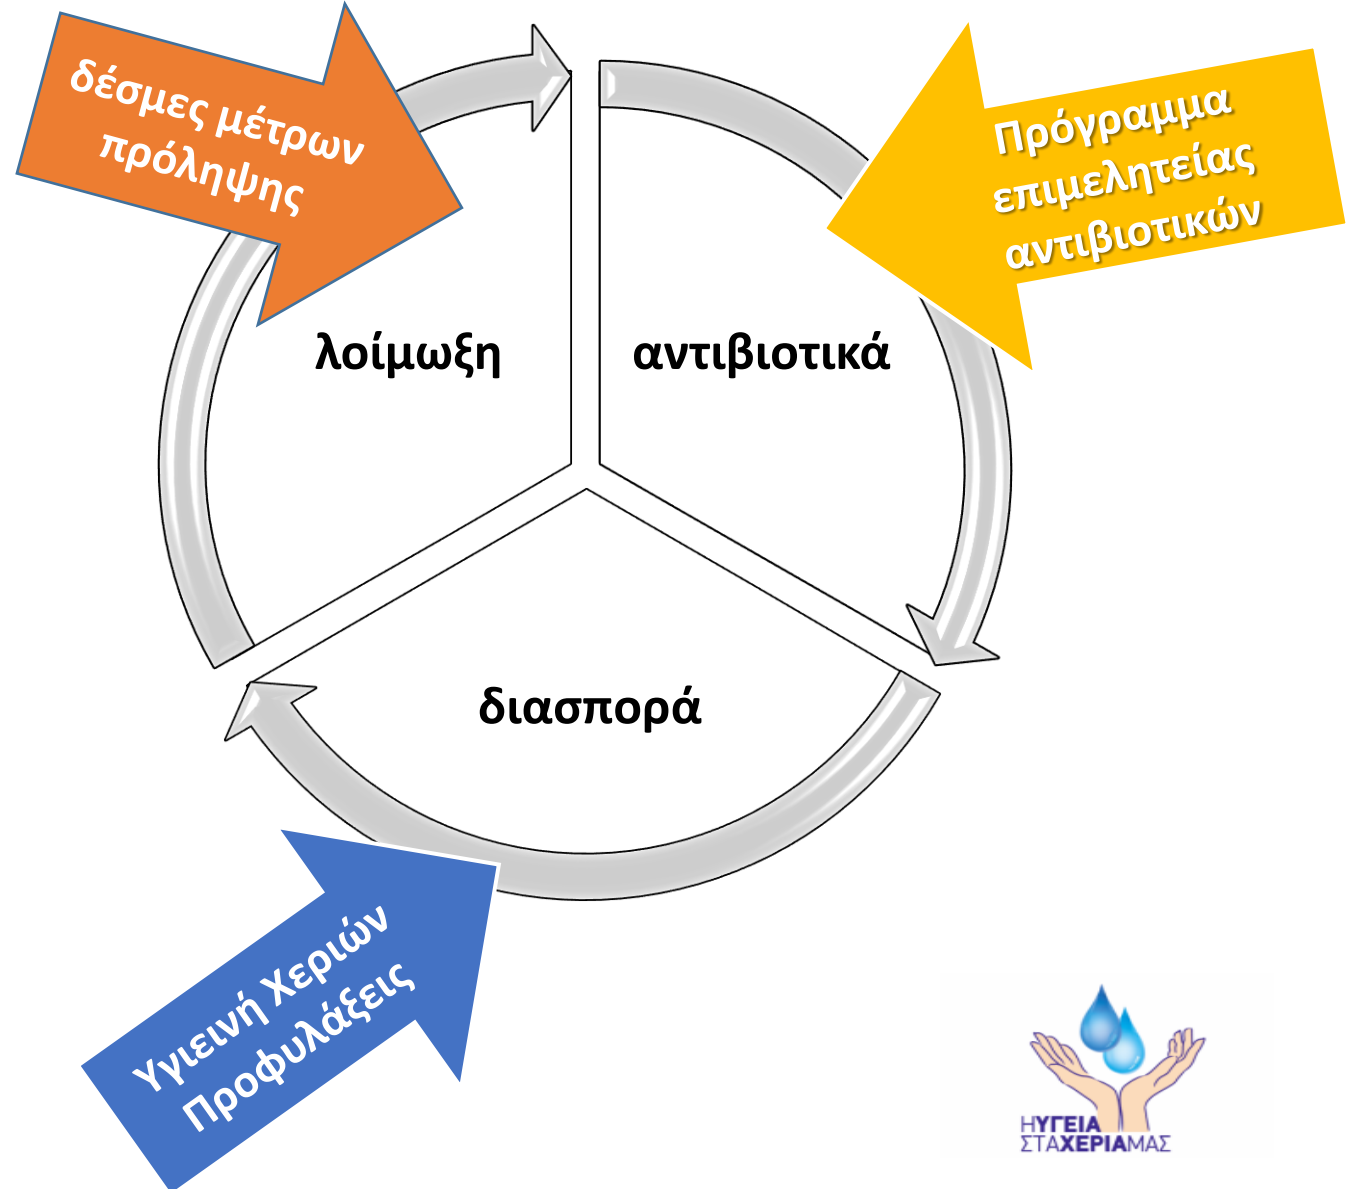 δέσμες μέτρων
πρόληψης
Πρόγραμμα
επιμελητείας
αντιβιοτικών
λοίμωξη
αντιβιοτικά
διασπορά
Υγιεινή Χεριών
Προφυλάξεις
ΗΥΓΕΙΑ
ΣΤΑΧΕΡΙΑΜΑΣ